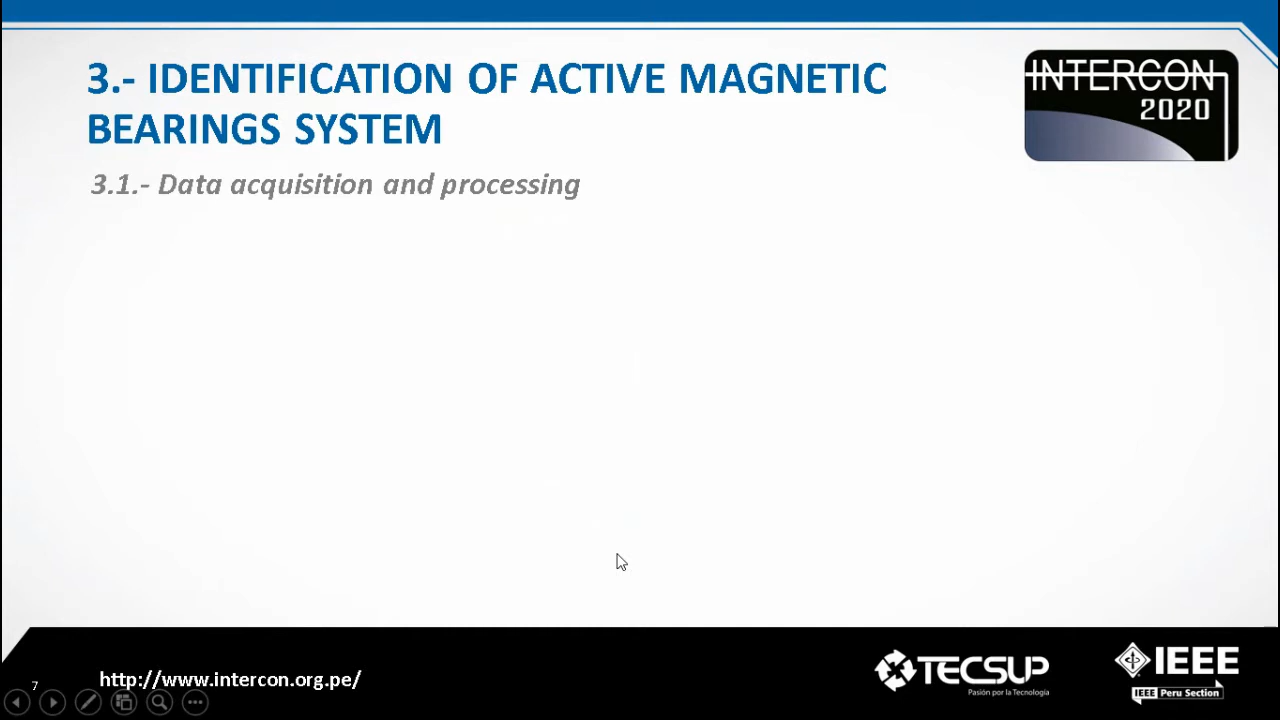 3.- IDENTIFICATION OF ACTIVE MAGNETIC
BEARINGS SYSTEM
INTERCON
2020
3.1.- Data acquisition and processing
7
http://www.intercon.org.pe/
TECSUP
Pasión por la Tecnología
IEEE
IEEE Peru Section